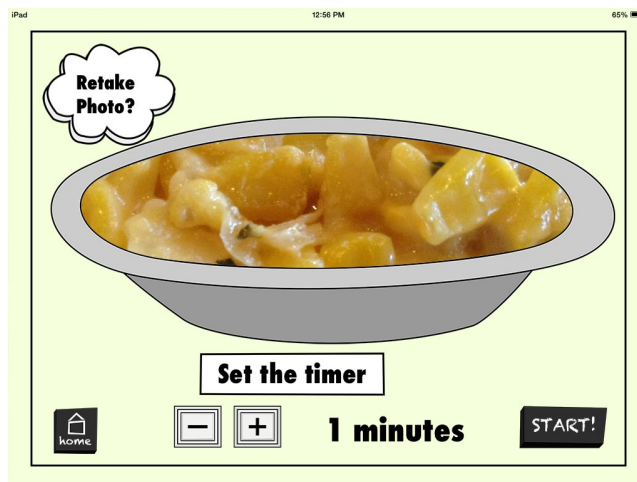 iPad 12:56 PM 65%
Retake
Photo?
Set the timer
− + 1 minutes START!
home